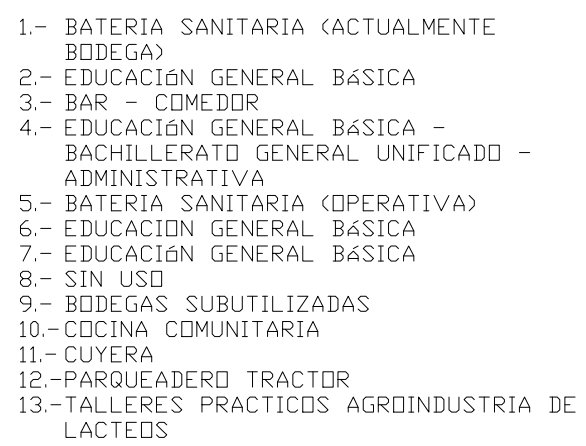 1.- BATERIA SANITARIA (ACTUALMENTE
BODEGA)
2.- EDUCACIóN GENERAL BáSICA
3.- BAR - COMEDOR
4.- EDUCACIóN GENERAL BáSICA -
BACHILLERATO GENERAL UNIFICADO -
ADMINISTRATIVA
5.- BATERIA SANITARIA (OPERATIVA)
6.- EDUCACION GENERAL BáSICA
7.- EDUCACIóN GENERAL BáSICA
8.- SIN USO
9.- BODEGAS SUBUTILIZADAS
10.-COCINA COMUNITARIA
11.- CUYERA
12.-PARQUEADERO TRACTOR
13.-TALLERES PRACTICOS AGROINDUSTRIA DE
LACTEOS